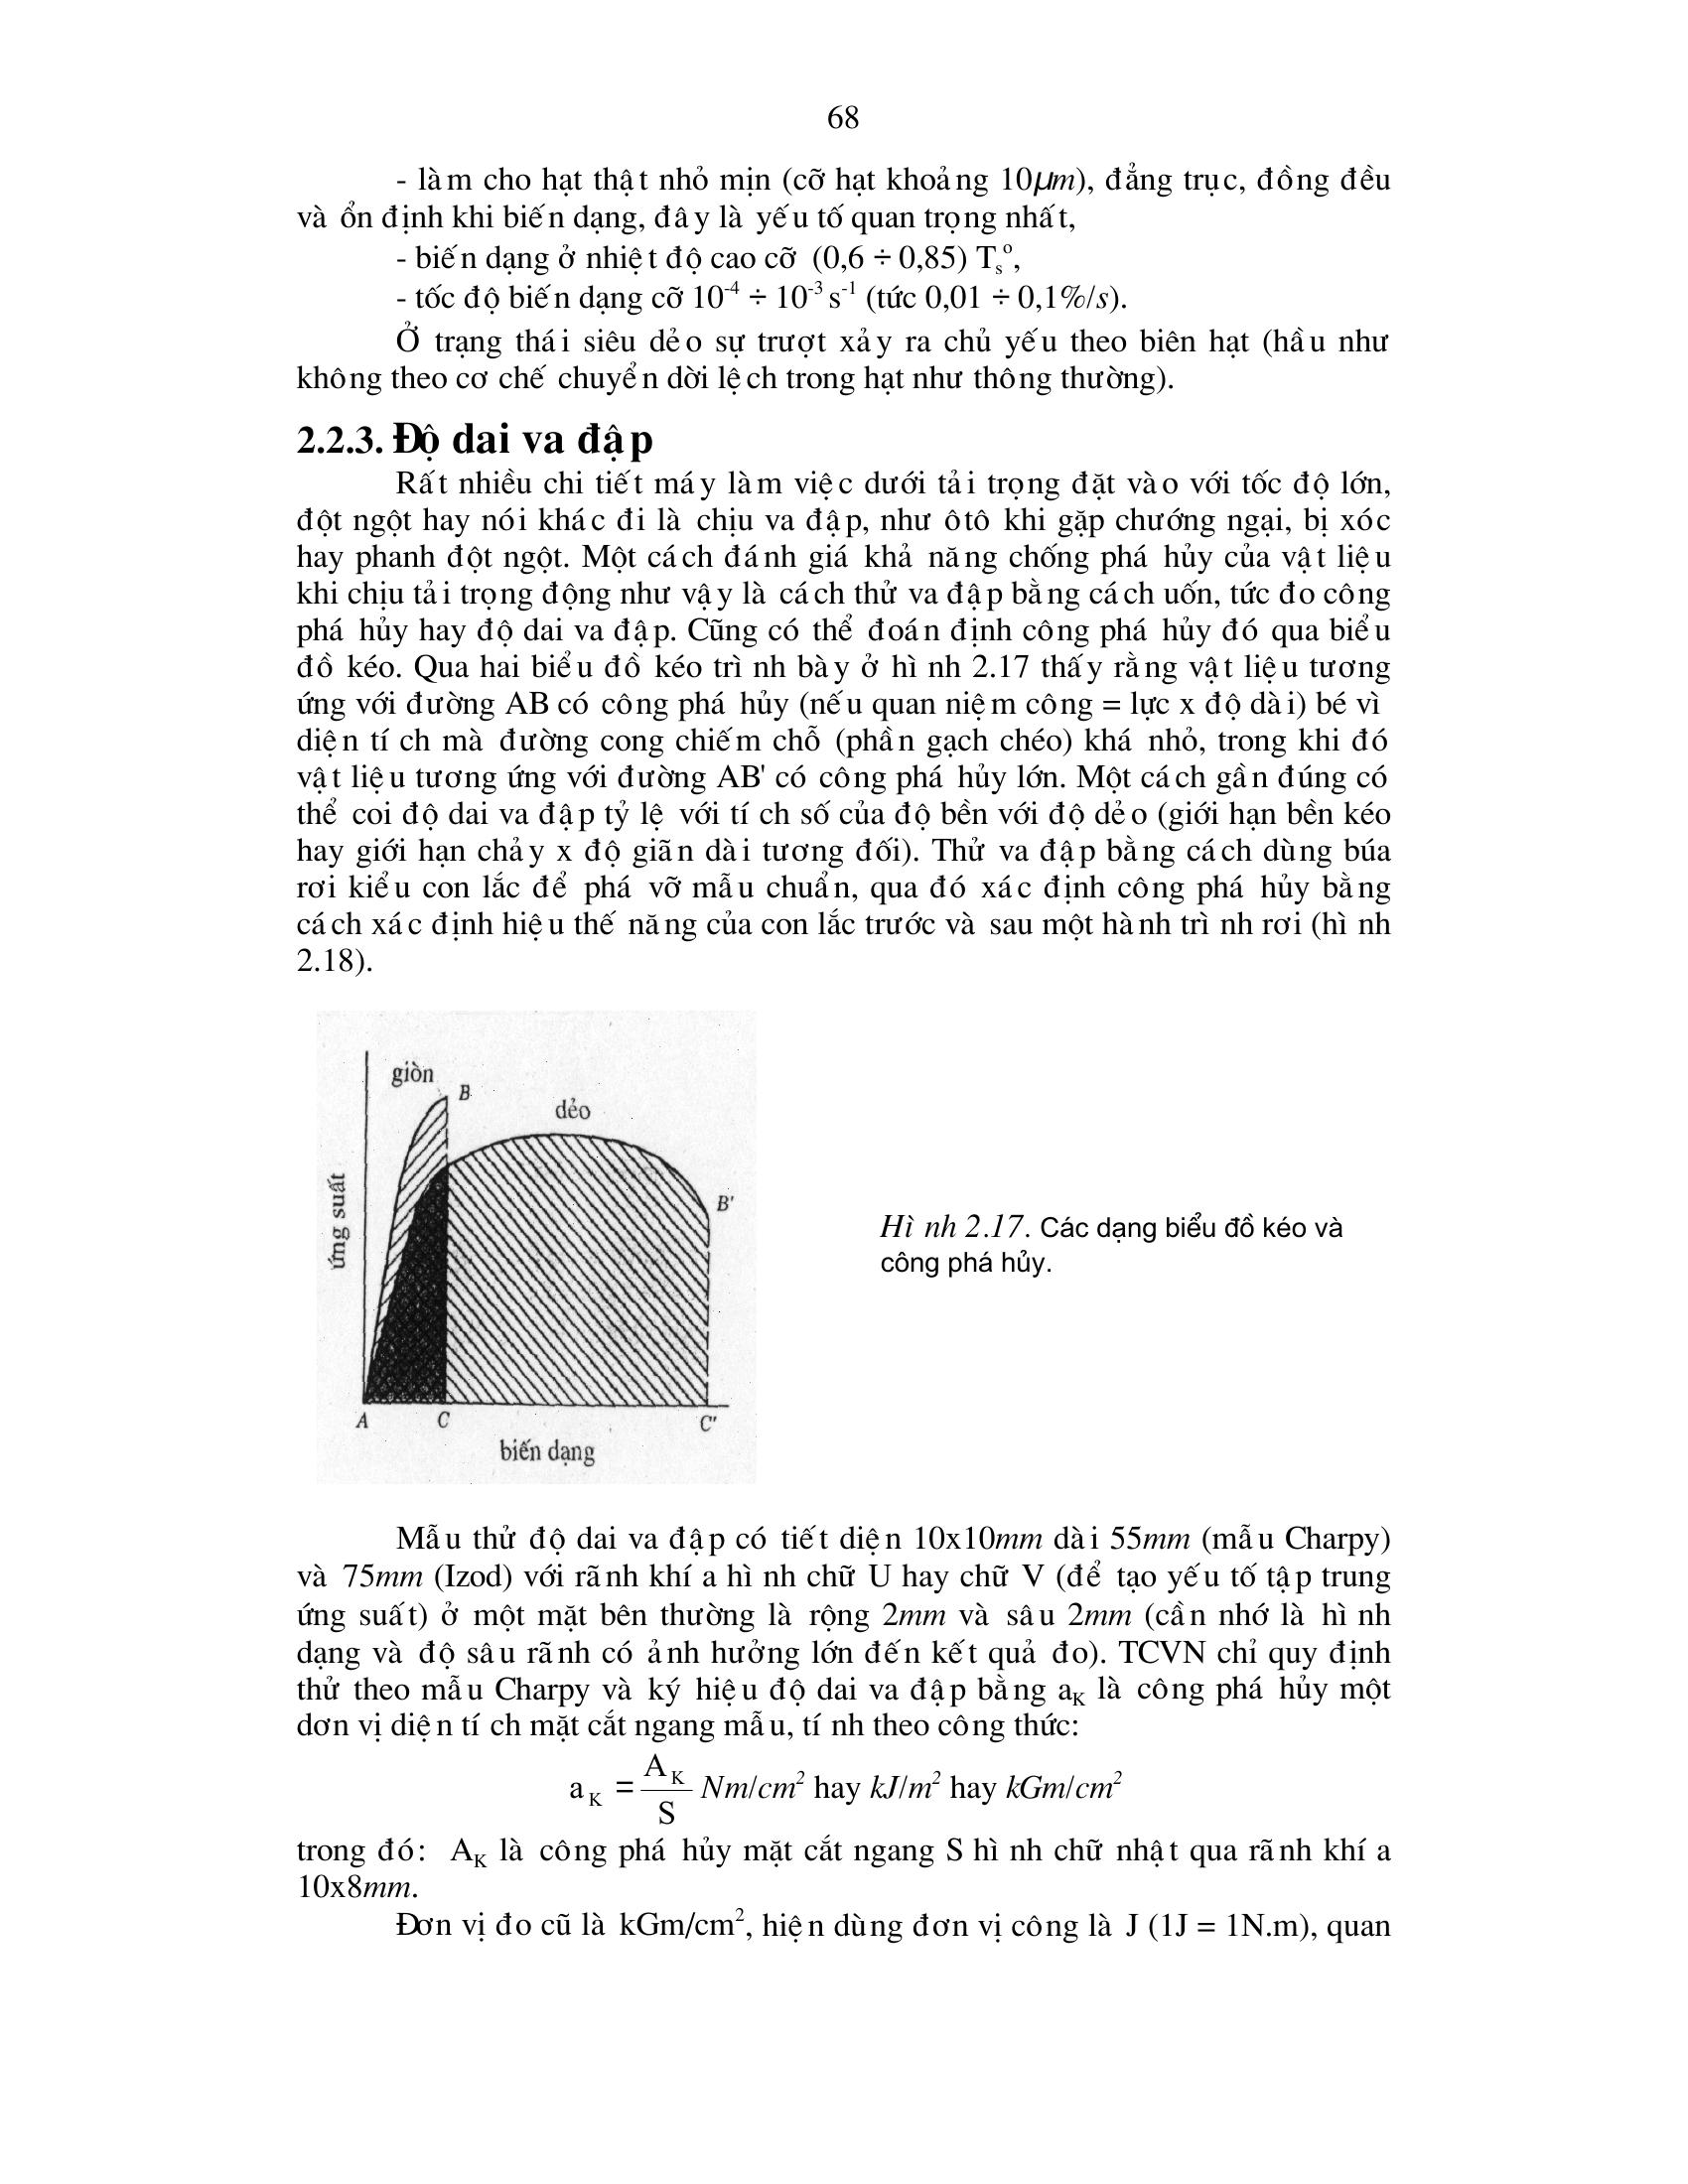 68
- làm cho hạt thật nhỏ mịn (cỡ hạt khoảng 10μm), đẳng trục, đồng đều
và ổn định khi biến dạng, đây là yếu tố quan trọng nhất,
- biến dạng ở nhiệt độ cao cỡ (0,6 ÷ 0,85) Tₛº,
- tốc độ biến dạng cỡ 10⁻⁴ ÷ 10⁻³ s⁻¹ (tức 0,01 ÷ 0,1%/s).
Ở trạng thái siêu dẻo sự trượt xảy ra chủ yếu theo biên hạt (hầu như
không theo cơ chế chuyển dời lệch trong hạt như thông thường).
2.2.3. Độ dai va đập
Rất nhiều chi tiết máy làm việc dưới tải trọng đặt vào với tốc độ lớn,
đột ngột hay nói khác đi là chịu va đập, như ôtô khi gặp chướng ngại, bị xóc
hay phanh đột ngột. Một cách đánh giá khả năng chống phá hủy của vật liệu
khi chịu tải trọng động như vậy là cách thử va đập bằng cách uốn, tức đo công
phá hủy hay độ dai va đập. Cũng có thể đoán định công phá hủy đó qua biểu
đồ kéo. Qua hai biểu đồ kéo trình bày ở hình 2.17 thấy rằng vật liệu tương
ứng với đường AB có công phá hủy (nếu quan niệm công = lực x độ dài) bé vì
diện tích mà đường cong chiếm chỗ (phần gạch chéo) khá nhỏ, trong khi đó
vật liệu tương ứng với đường AB' có công phá hủy lớn. Một cách gần đúng có
thể coi độ dai va đập tỷ lệ với tích số của độ bền với độ dẻo (giới hạn bền kéo
hay giới hạn chảy x độ giãn dài tương đối). Thử va đập bằng cách dùng búa
rơi kiểu con lắc để phá vỡ mẫu chuẩn, qua đó xác định công phá hủy bằng
cách xác định hiệu thế năng của con lắc trước và sau một hành trình rơi (hình
2.18).
giòn
B
dẻo
B'
ứng suất
A
C
C'
biến dạng
Hình 2.17. Các dạng biểu đồ kéo và
công phá hủy.
Mẫu thử độ dai va đập có tiết diện 10x10mm dài 55mm (mẫu Charpy)
và 75mm (Izod) với rãnh khía hình chữ U hay chữ V (để tạo yếu tố tập trung
ứng suất) ở một mặt bên thường là rộng 2mm và sâu 2mm (cần nhớ là hình
dạng và độ sâu rãnh có ảnh hưởng lớn đến kết quả đo). TCVN chỉ quy định
thử theo mẫu Charpy và ký hiệu độ dai va đập bằng a_K là công phá hủy một
dơn vị diện tích mặt cắt ngang mẫu, tính theo công thức:
a_K = A_K / S Nm/cm² hay kJ/m² hay kGm/cm²
trong đó: A_K là công phá hủy mặt cắt ngang S hình chữ nhật qua rãnh khía
10x8mm.
Đơn vị đo cũ là kGm/cm², hiện dùng đơn vị công là J (1J = 1N.m), quan